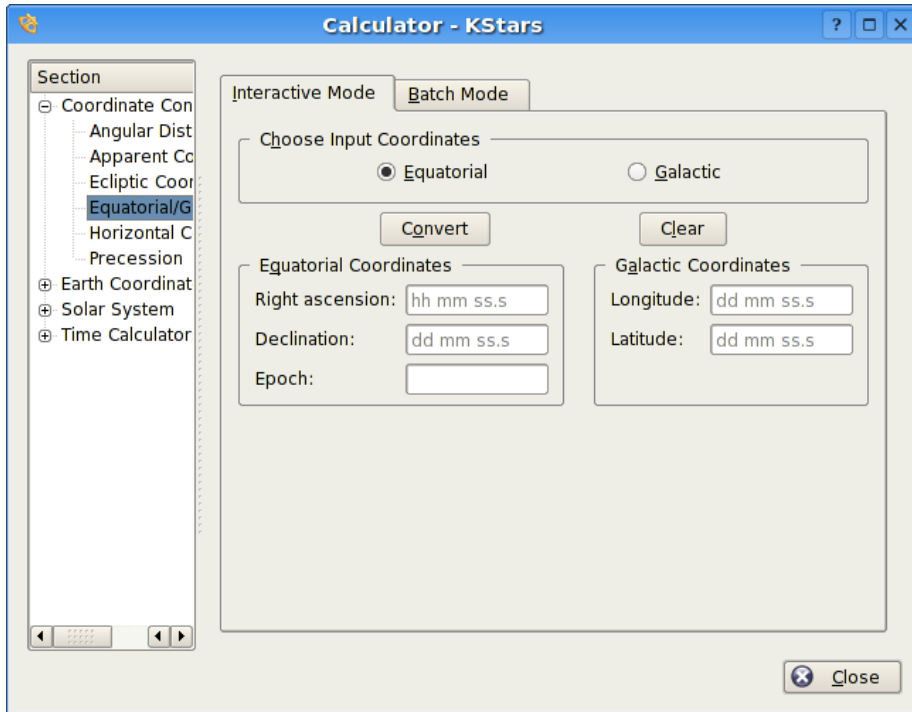 Calculator - KStars
Section
Coordinate Con
Angular Dist
Apparent Co
Ecliptic Coor
Equatorial/G
Horizontal C
Precession
Earth Coordinat
Solar System
Time Calculator
Interactive Mode
Batch Mode
Choose Input Coordinates
Equatorial
Galactic
Convert
Clear
Equatorial Coordinates
Right ascension: hh mm ss.s
Declination: dd mm ss.s
Epoch:
Galactic Coordinates
Longitude: dd mm ss.s
Latitude: dd mm ss.s
Close